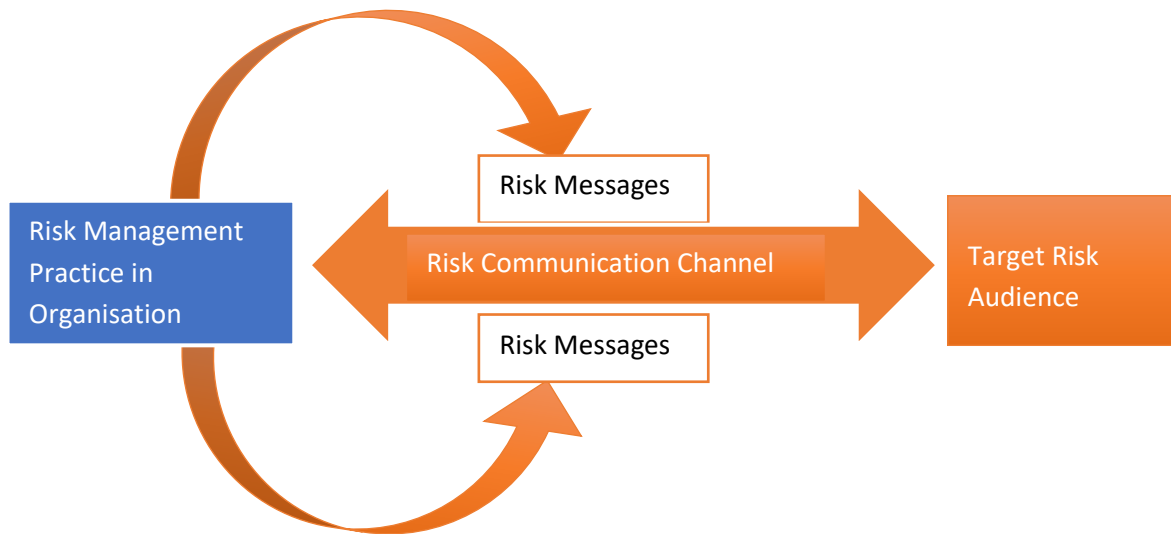 Risk Messages
Risk Management
Practice in
Organisation
Risk Communication Channel
Target Risk
Audience
Risk Messages